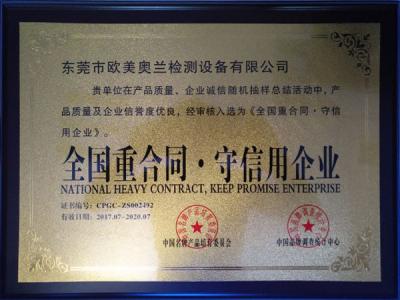 东莞市欧美奥兰检测设备有限公司
贵单位在产品质量、企业诚信随机抽样总结活动中，产
品质量及企业信誉度优良，经审核入选为《全国重合同·守信
用企业》。
全国重合同·守信用企业
NATIONAL HEAVY CONTRACT, KEEP PROMISE ENTERPRISE
证书编号：CPGC-ZS002492
有效日期：2017.07-2020.07
中国名牌产品培育委员会
中国品牌调查统计中心